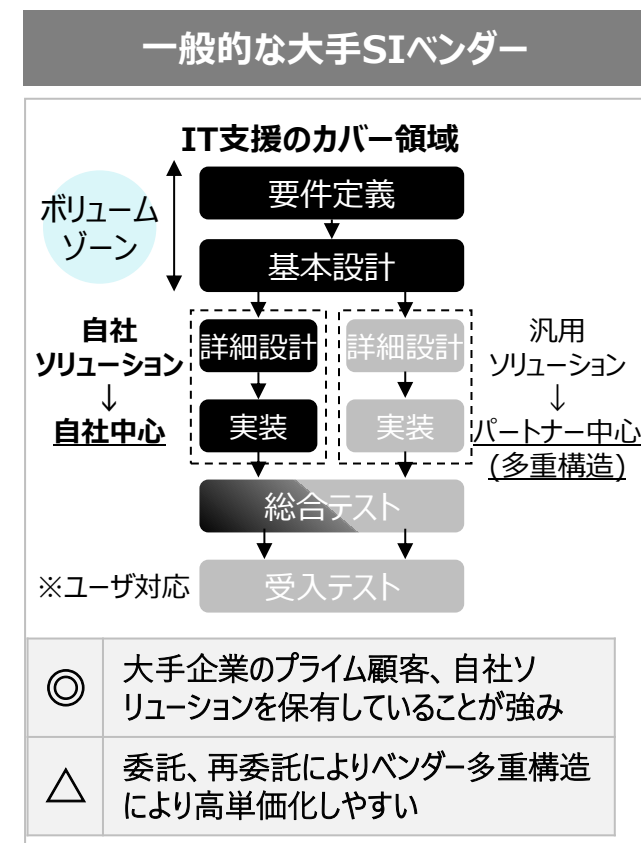 一般的な大手SIベンダー
IT支援のカバー領域
ボリューム
ゾーン
要件定義
基本設計
自社
ソリューション
↓
自社中心
詳細設計
実装
詳細設計
実装
汎用
ソリューション
↓
パートナー中心
(多重構造)
総合テスト
※ユーザ対応
受入テスト
◎
大手企業のプライム顧客、自社ソ
リューションを保有していることが強み
△
委託、再委託によりベンダー多重構造
により高単価化しやすい